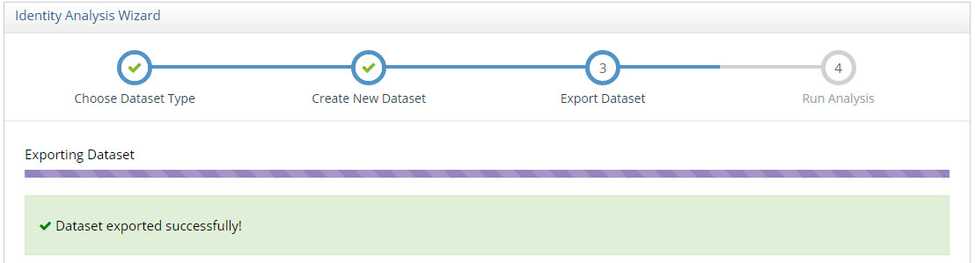 Identity Analysis Wizard
3
4
Choose Dataset Type
Create New Dataset
Export Dataset
Run Analysis
Exporting Dataset
Dataset exported successfully!